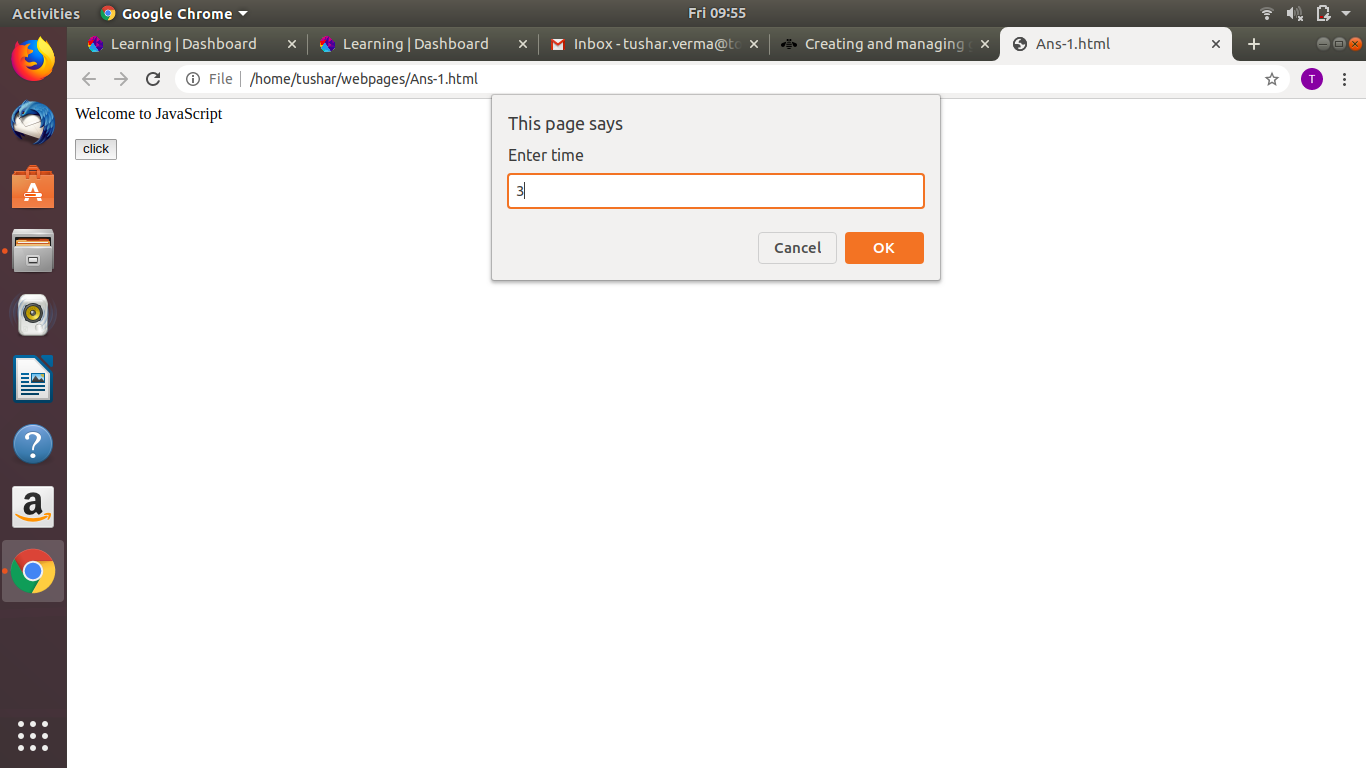 Activities Google Chrome Fri 09:55
Learning | Dashboard Learning | Dashboard Inbox - tushar.verma@to Creating and managing g Ans-1.html
File | /home/tushar/webpages/Ans-1.html T
Welcome to JavaScript
click
This page says
Enter time
3
Cancel OK